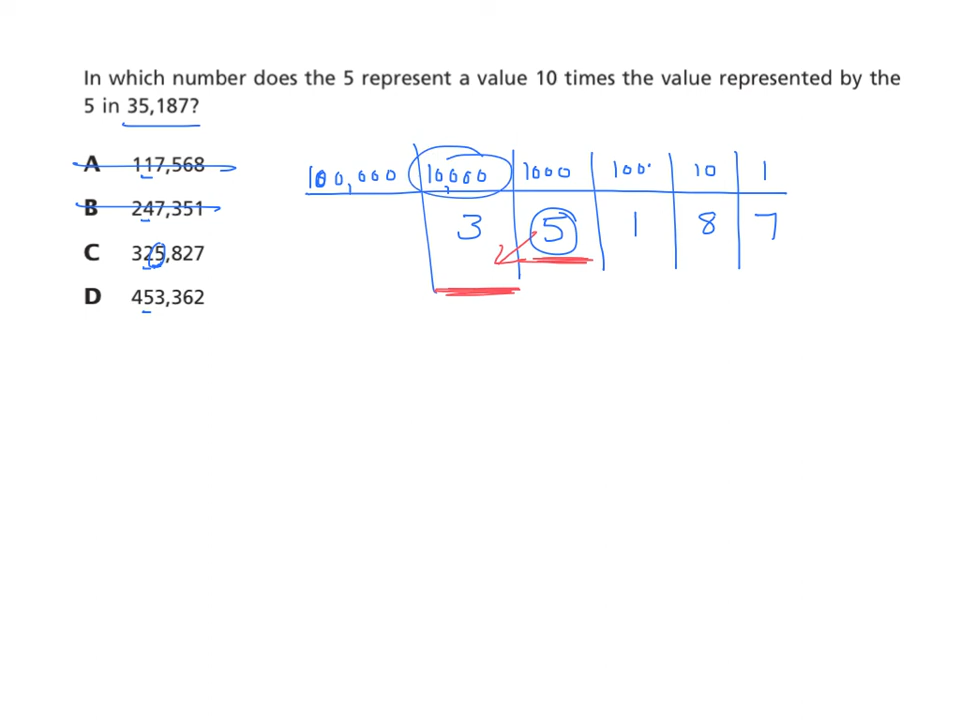 In which number does the 5 represent a value 10 times the value represented by the
5 in 35,187?
A 117,568
B 247,351
C 325,827
D 453,362
100,000 10,000 1000 100 10 1
3 5 1 8 7